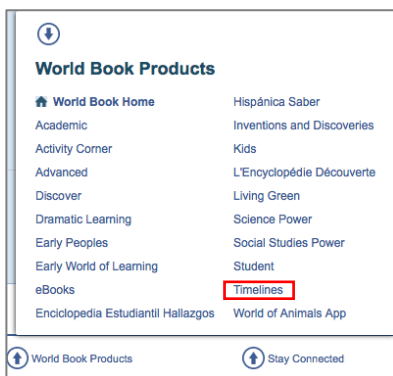 World Book Products
World Book Home
Academic
Activity Corner
Advanced
Discover
Dramatic Learning
Early Peoples
Early World of Learning
eBooks
Enciclopedia Estudiantil Hallazgos
Hispánica Saber
Inventions and Discoveries
Kids
L'Encyclopédie Découverte
Living Green
Science Power
Social Studies Power
Student
Timelines
World of Animals App
World Book Products
Stay Connected